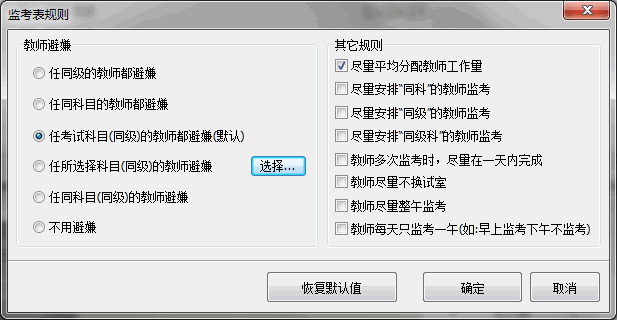 监考表规则
教师避嫌
任同级的教师都避嫌
任同科目的教师都避嫌
任考试科目(同级)的教师都避嫌(默认)
任所选择科目(同级)的教师避嫌
选择...
任同科目(同级)的教师避嫌
不用避嫌
其它规则
尽量平均分配教师工作量
尽量安排“同科”的教师监考
尽量安排“同级”的教师监考
尽量安排“同级科”的教师监考
教师多次监考时，尽量在一天内完成
教师尽量不换试室
教师尽量整午监考
教师每天只监考一午(如:早上监考下午不监考)
恢复默认值
确定
取消